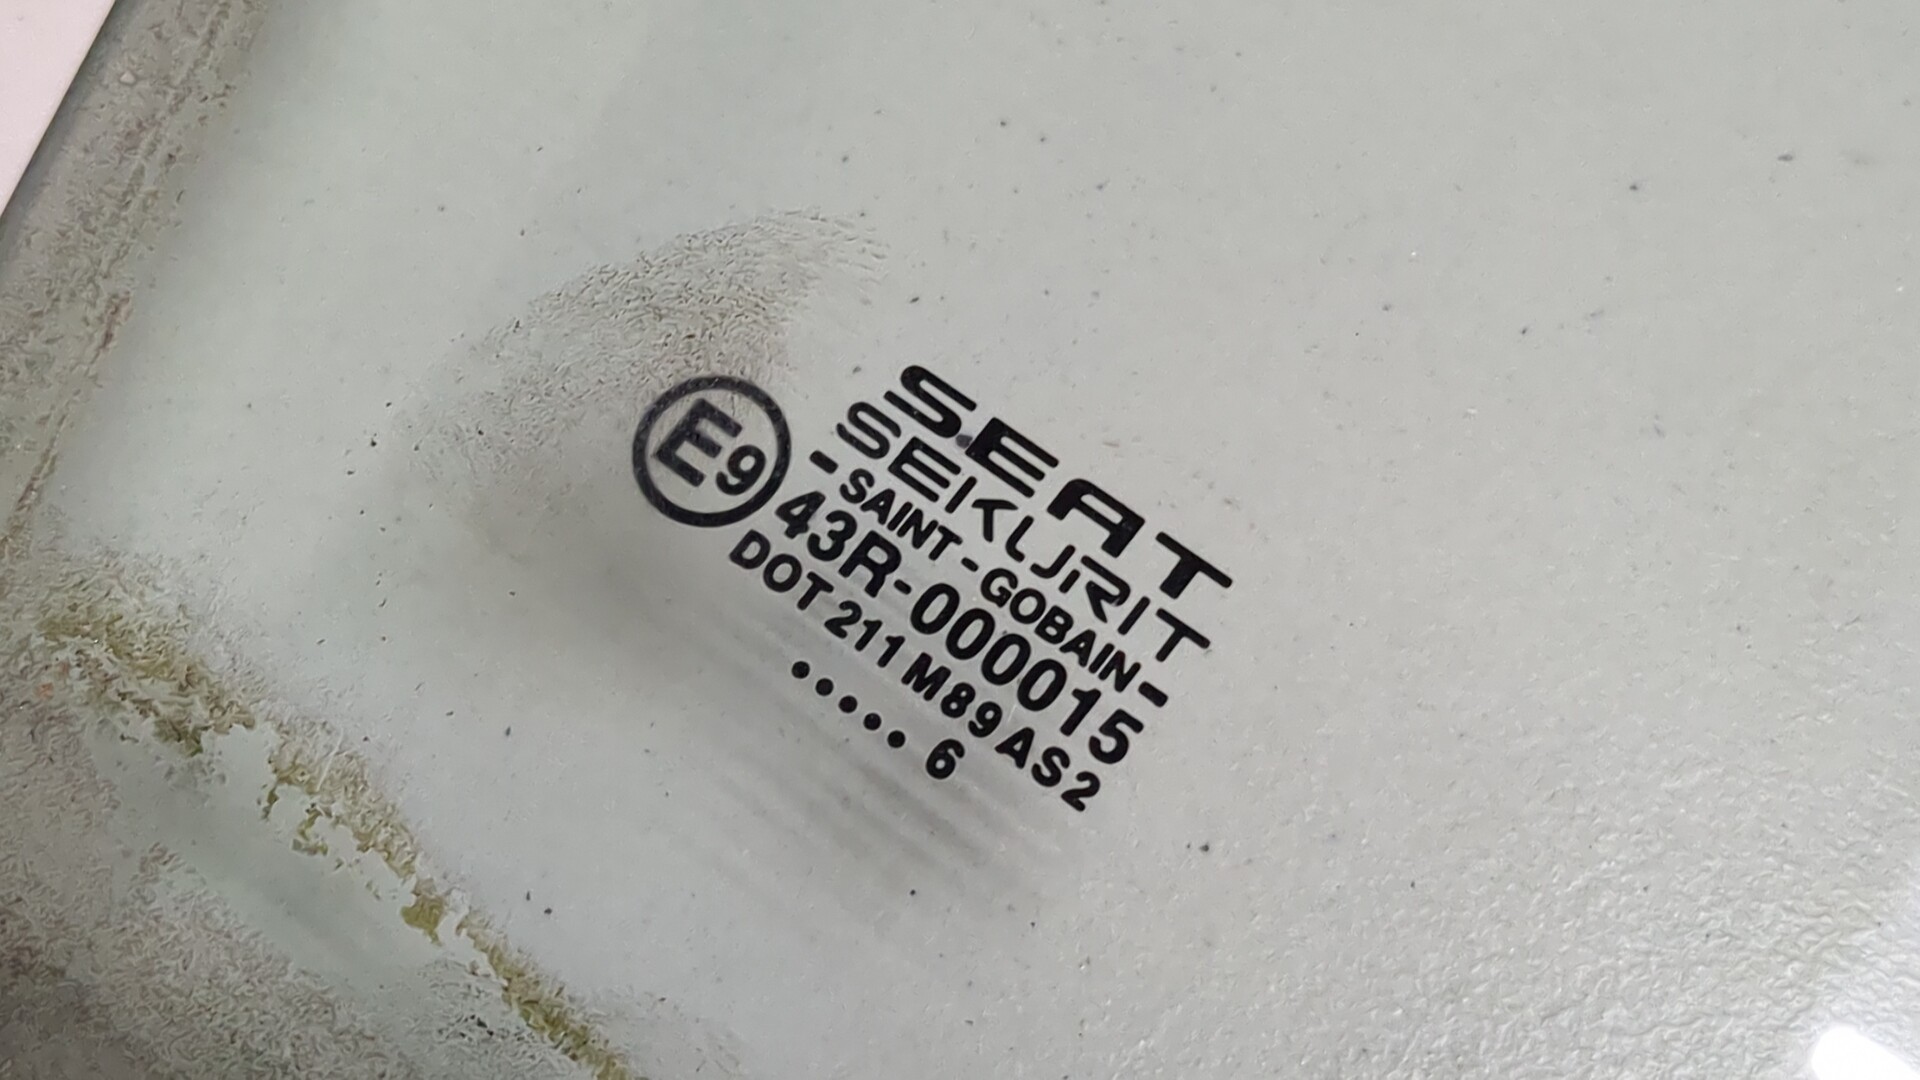 SEAT
SEKURIT
- SAINT - GOBAIN -
E9 43R-000015
DOT 211 M89 AS2
..... 6